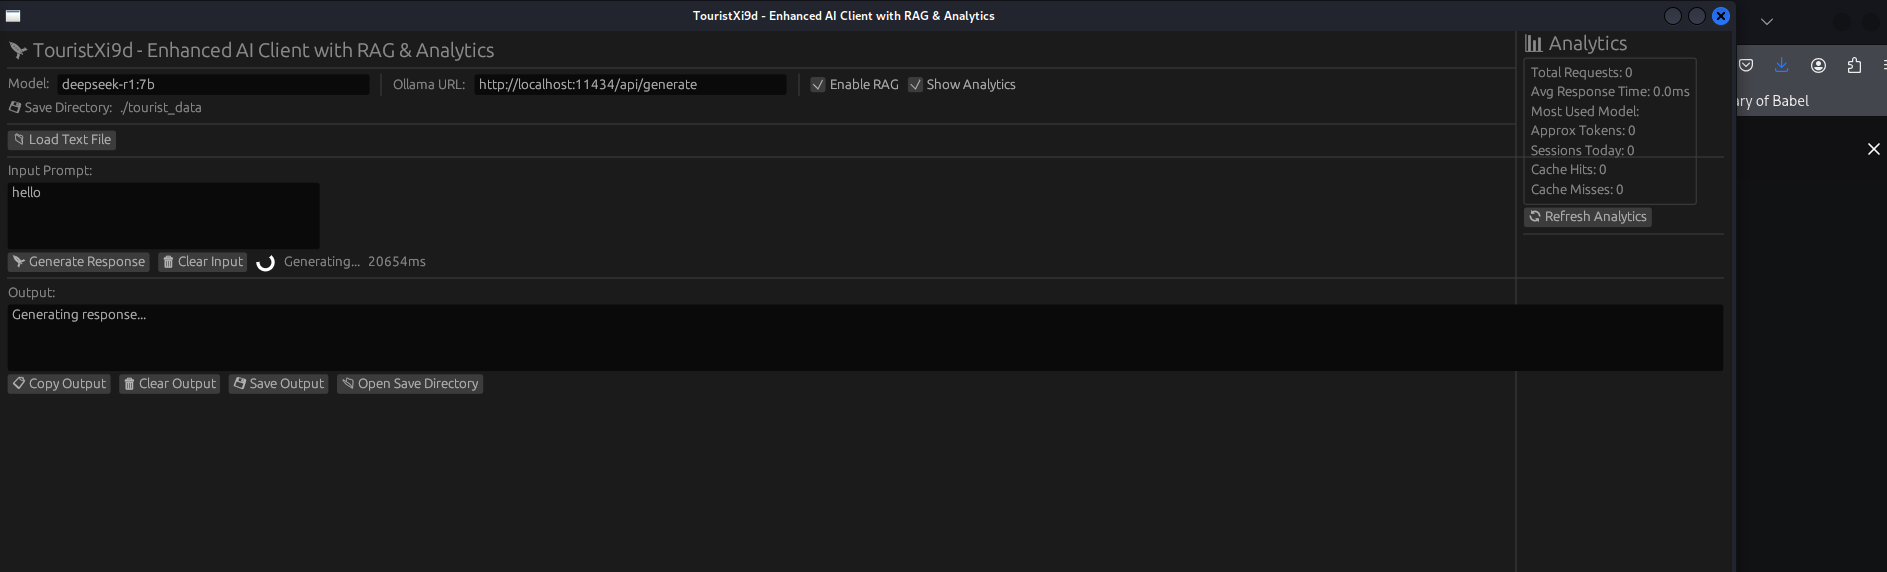 TouristXi9d - Enhanced AI Client with RAG & Analytics
TouristXi9d - Enhanced AI Client with RAG & Analytics
Model: deepseek-r1:7b Ollama URL: http://localhost:11434/api/generate Enable RAG Show Analytics
Save Directory: ./tourist_data
Load Text File
Input Prompt:
hello
Generate Response Clear Input Generating... 20654ms
Output:
Generating response...
Copy Output Clear Output Save Output Open Save Directory
Analytics
Total Requests: 0
Avg Response Time: 0.0ms
Most Used Model:
Approx Tokens: 0
Sessions Today: 0
Cache Hits: 0
Cache Misses: 0
Refresh Analytics
ary of Babel